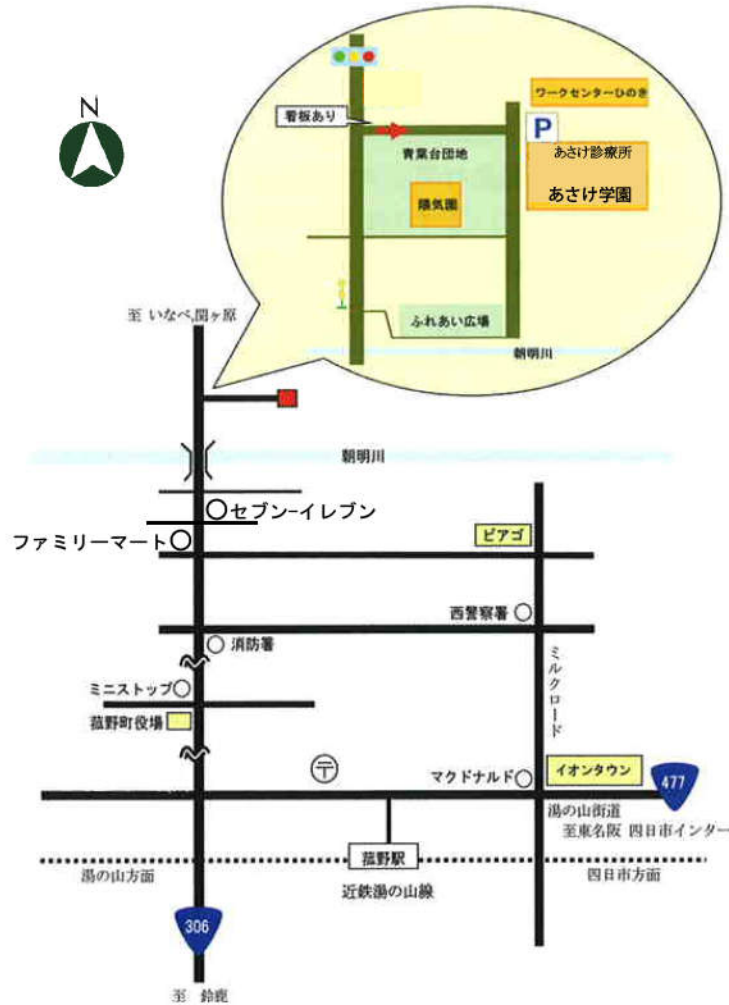 N
看板あり
ワークセンターひのき
P
あさけ診療所
あさけ学園
青葉台団地
陽気園
ふれあい広場
朝明川
至 いなべ,関ヶ原
朝明川
セブン-イレブン
ファミリーマート
ピアゴ
西警察署
消防署
ミルクロード
ミニストップ
菰野町役場
〒
マクドナルド
イオンタウン
477
湯の山街道
至東名阪 四日市インター
菰野駅
湯の山方面
四日市方面
近鉄湯の山線
306
至 鈴鹿